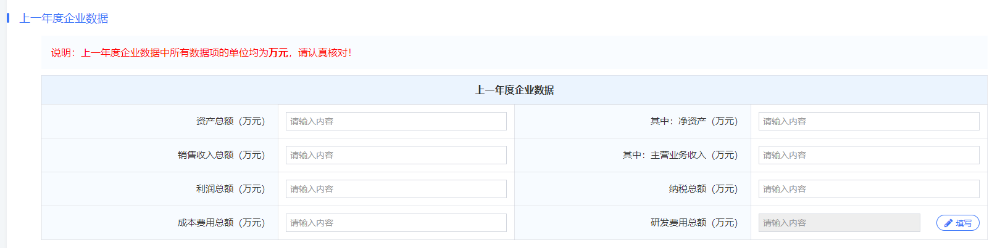 上一年度企业数据
说明：上一年度企业数据中所有数据项的单位均为万元，请认真核对！
上一年度企业数据
资产总额（万元） 请输入内容 其中：净资产（万元） 请输入内容
销售收入总额（万元） 请输入内容 其中：主营业务收入（万元） 请输入内容
利润总额（万元） 请输入内容 纳税总额（万元） 请输入内容
成本费用总额（万元） 请输入内容 研发费用总额（万元） 请输入内容 填写